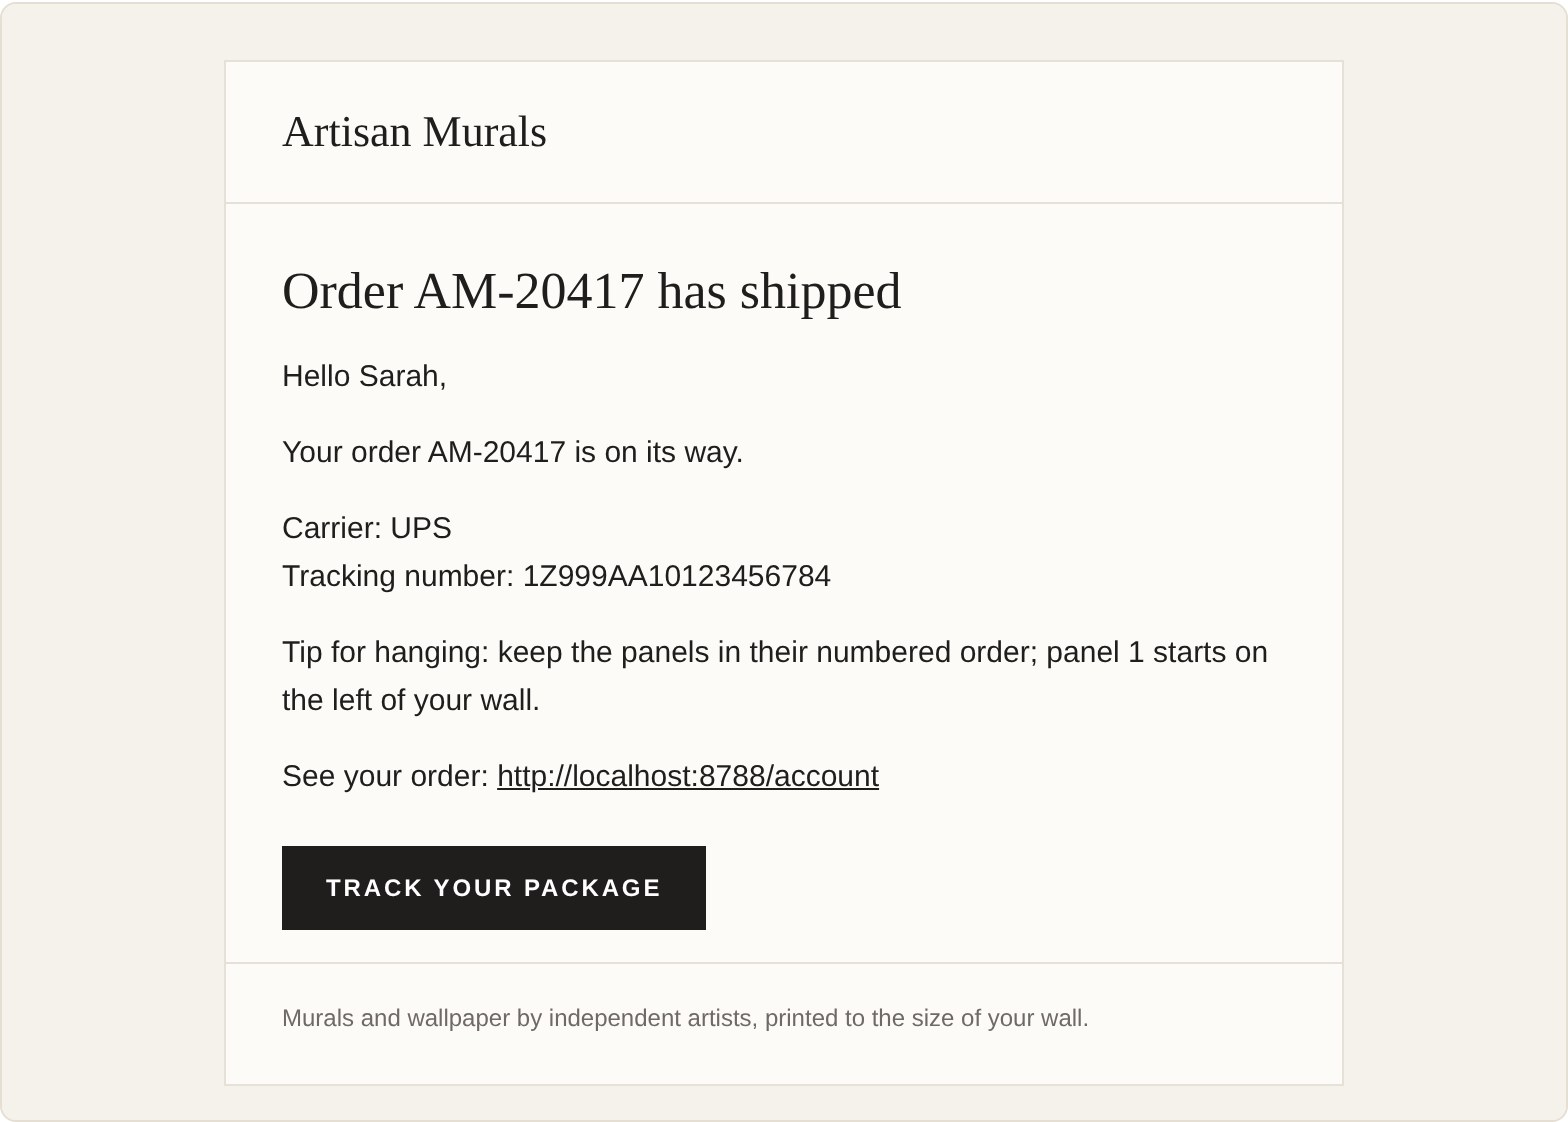 Artisan Murals
Order AM-20417 has shipped
Hello Sarah,
Your order AM-20417 is on its way.
Carrier: UPS
Tracking number: 1Z999AA10123456784
Tip for hanging: keep the panels in their numbered order; panel 1 starts on
the left of your wall.
See your order: http://localhost:8788/account
TRACK YOUR PACKAGE
Murals and wallpaper by independent artists, printed to the size of your wall.